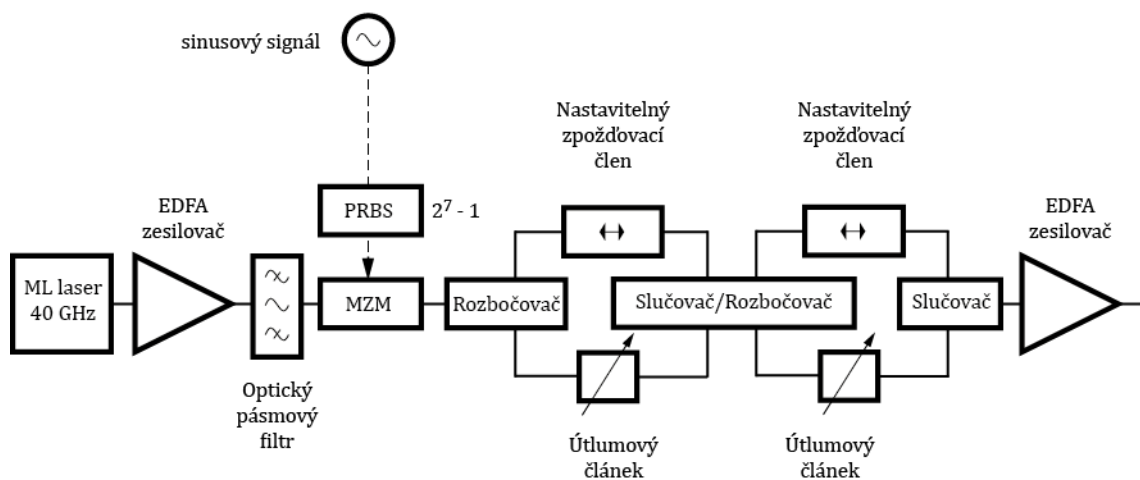 sinusový signál
Nastavitelný
zpožďovací
člen
Nastavitelný
zpožďovací
člen
EDFA
zesilovač
PRBS
2⁷ - 1
EDFA
zesilovač
ML laser
40 GHz
MZM
Rozbočovač
Slučovač/Rozbočovač
Slučovač
Optický
pásmový
filtr
Útlumový
článek
Útlumový
článek